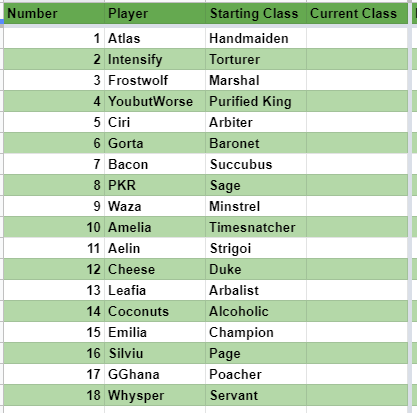 Number Player Starting Class Current Class
1 Atlas Handmaiden
2 Intensify Torturer
3 Frostwolf Marshal
4 YoubutWorse Purified King
5 Ciri Arbiter
6 Gorta Baronet
7 Bacon Succubus
8 PKR Sage
9 Waza Minstrel
10 Amelia Timesnatcher
11 Aelin Strigoi
12 Cheese Duke
13 Leafia Arbalist
14 Coconuts Alcoholic
15 Emilia Champion
16 Silviu Page
17 GGhana Poacher
18 Whysper Servant